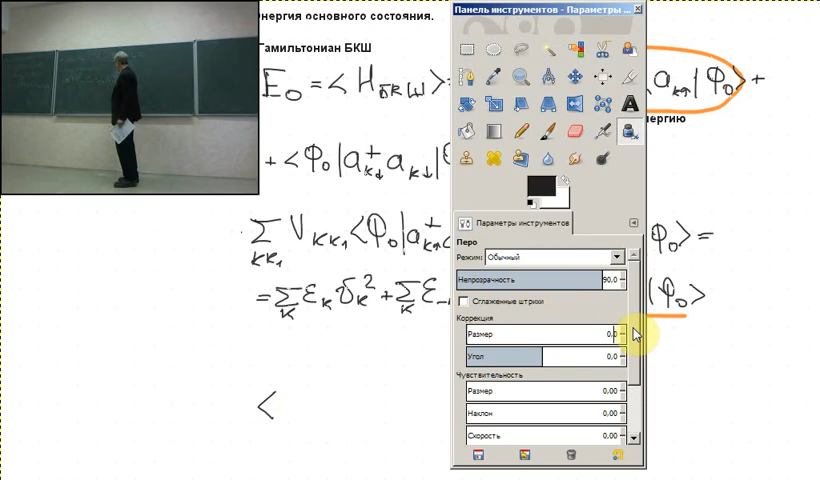 нергия основного состояния.
Гамильтониан БКШ
E₀ = < H_БКШ > = a_{k↑} | Φ₀ > +
нергию
+ < Φ₀ | a⁺_{k↓} a_{k↓} |
Σ_{kk₁} V_{kk₁} < Φ₀ | a⁺_{k↑} Φ₀ > =
= Σ_k ε_k v_k² + Σ_k ε_- | Φ₀ >
<
Панель инструментов - Параметры ...
Параметры инструментов
Перо
Режим: Обычный
Непрозрачность 90,0
Сглаженные штрихи
Коррекция
Размер 0,0
Угол 0,0
Чувствительность
Размер 0,00
Наклон 0,00
Скорость 0,00